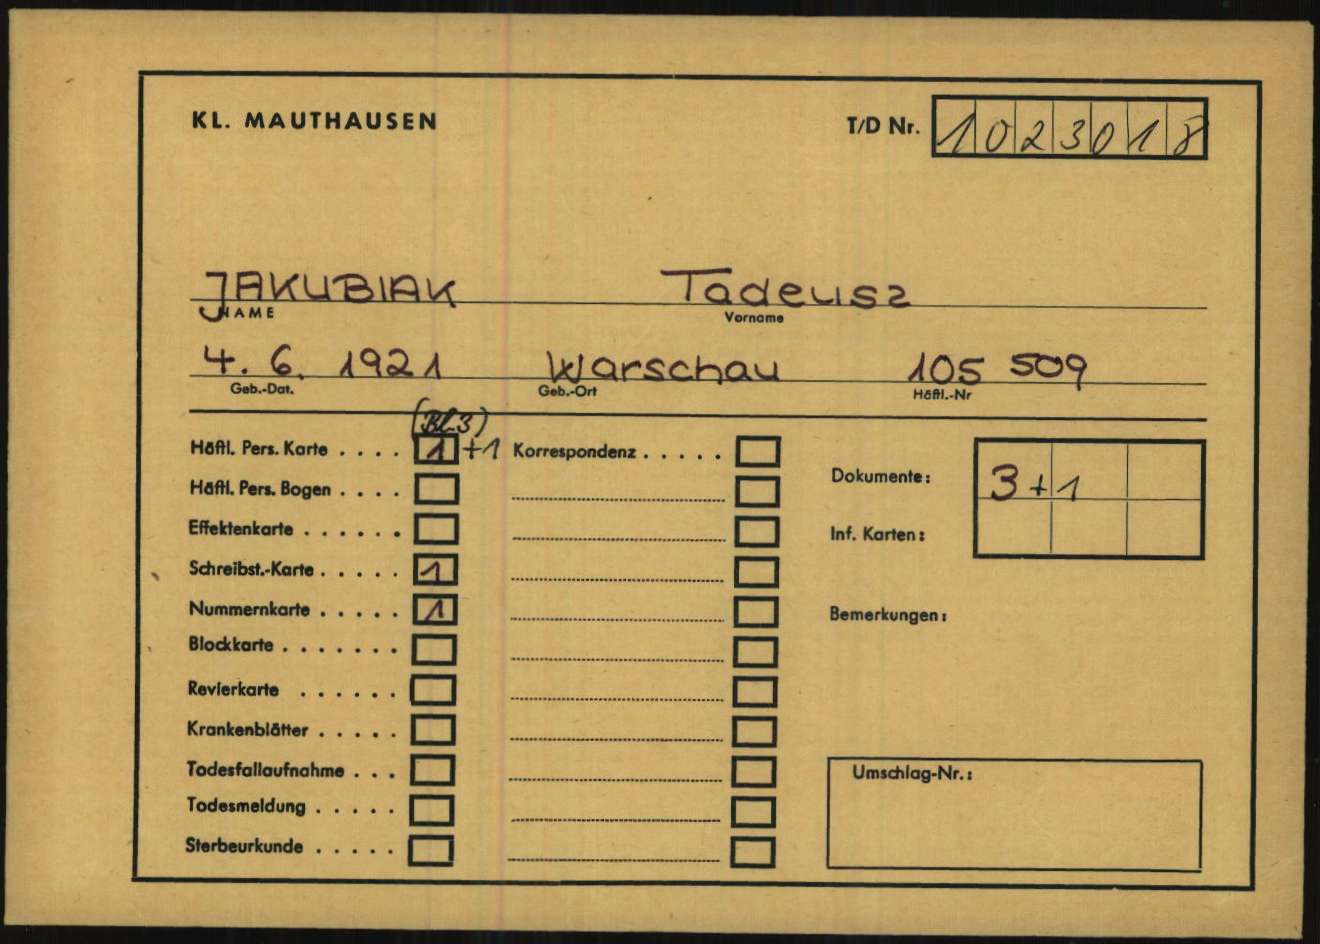 KL. MAUTHAUSEN T/D Nr. 1023018
JAKUBIAK Tadeusz
NAME Vorname
4. 6. 1921 Warschau 105 509
Geb.-Dat. Geb.-Ort Häftl.-Nr
(Bl. 3)
Häftl. Pers. Karte . . . . 1 +1 Korrespondenz . . . . .
Häftl. Pers. Bogen . . . .
Effektenkarte . . . . . .
Schreibst.-Karte . . . . . 1
Nummernkarte . . . . . 1
Blockkarte . . . . . . .
Revierkarte . . . . . .
Krankenblätter . . . . .
Todesfallaufnahme . . .
Todesmeldung . . . . .
Sterbeurkunde . . . . .
Dokumente: 3 + 1
Inf. Karten:
Bemerkungen:
Umschlag-Nr.: